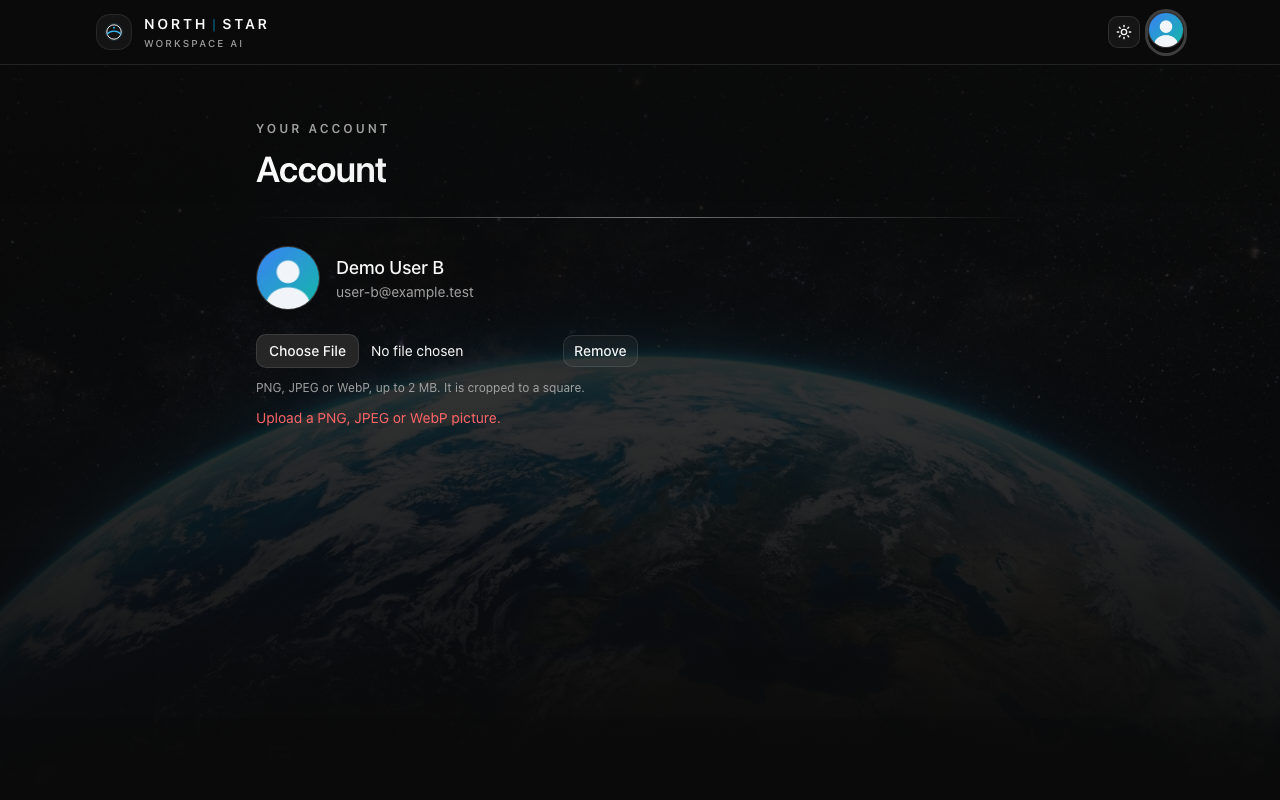 NORTH | STAR
WORKSPACE AI
YOUR ACCOUNT
Account
Demo User B
user-b@example.test
Choose File No file chosen Remove
PNG, JPEG or WebP, up to 2 MB. It is cropped to a square.
Upload a PNG, JPEG or WebP picture.